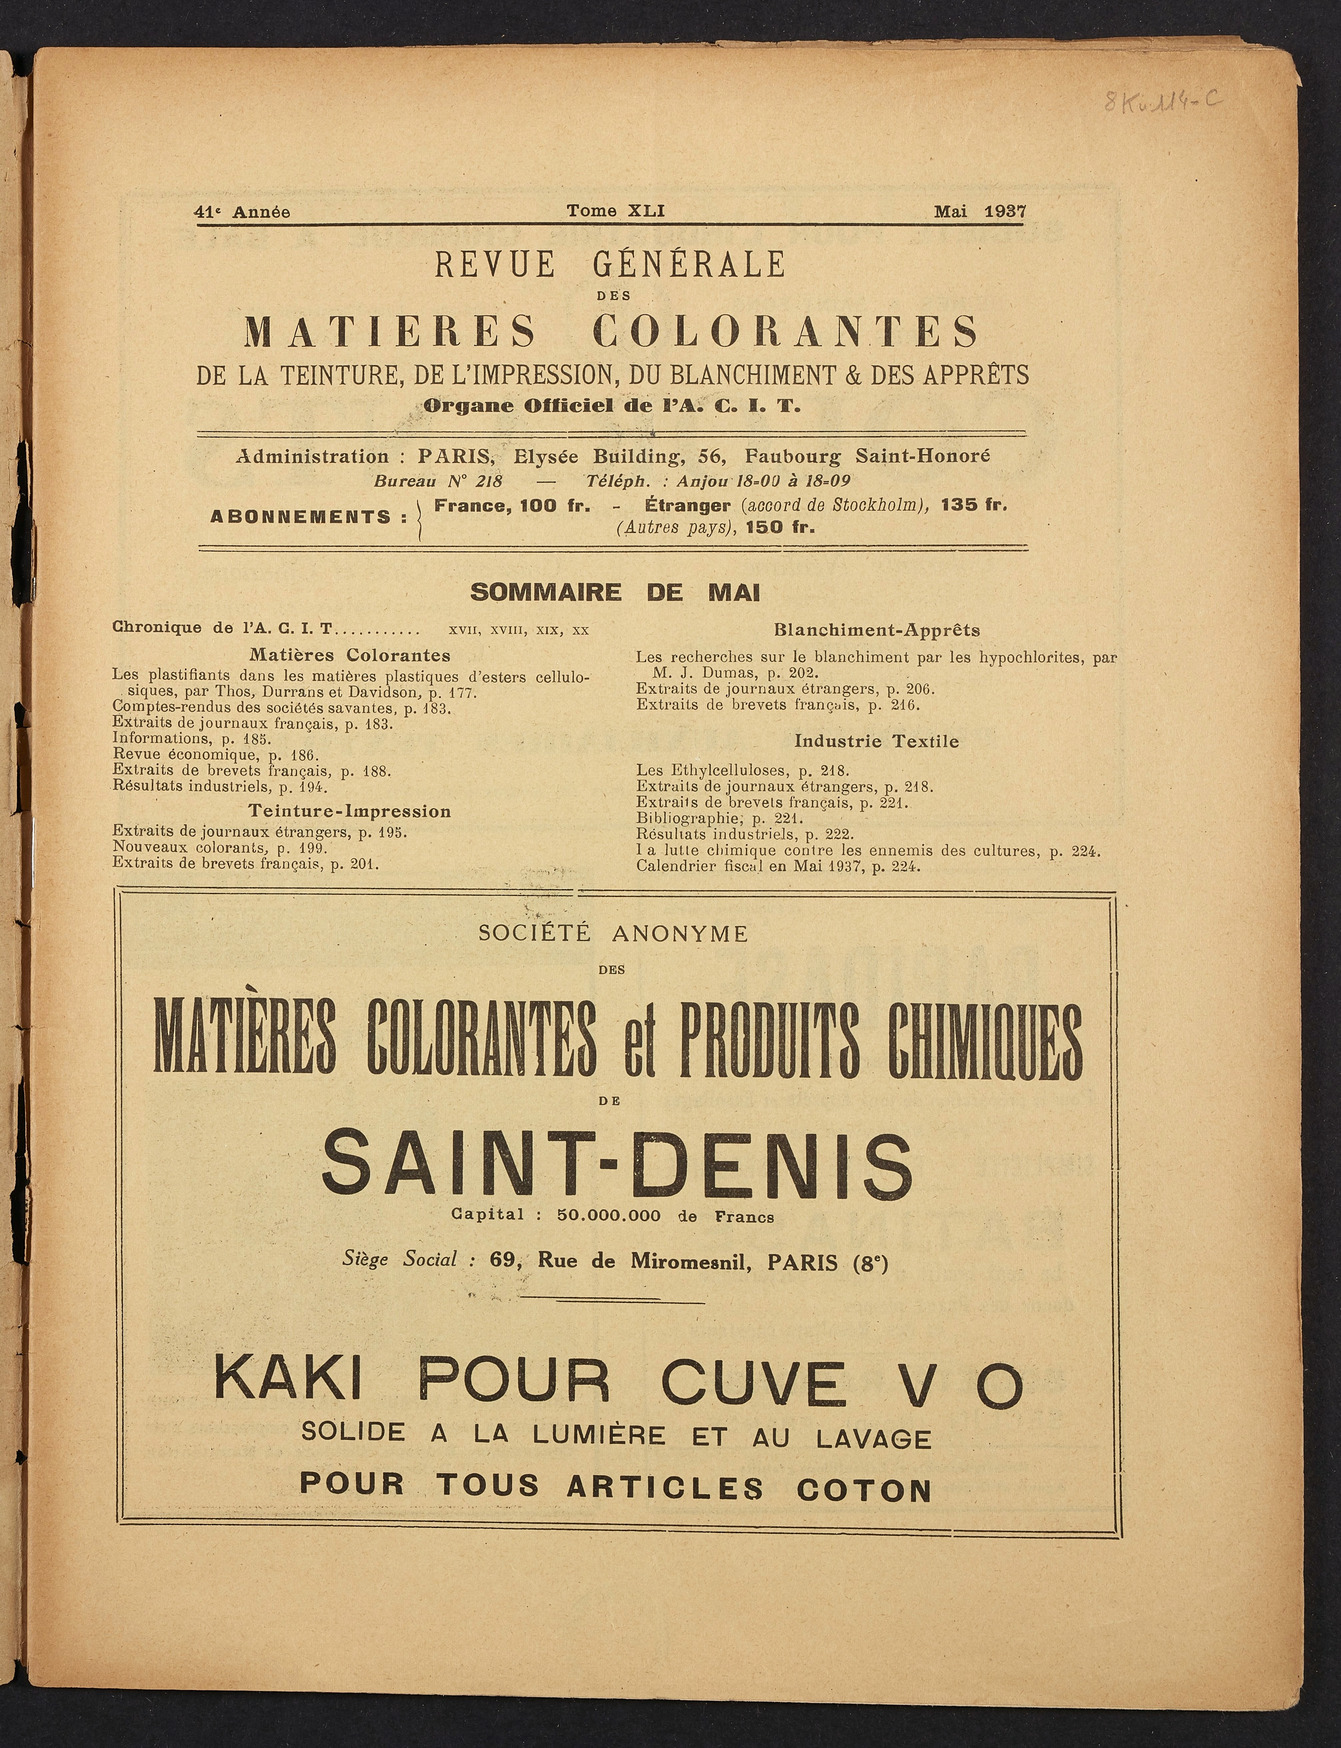 8 Ku 114-C
41e Année Tome XLI Mai 1937
REVUE GÉNÉRALE
DES
MATIERES COLORANTES
DE LA TEINTURE, DE L'IMPRESSION, DU BLANCHIMENT & DES APPRÊTS
Organe Officiel de l'A. C. I. T.
Administration : PARIS, Elysée Building, 56, Faubourg Saint-Honoré
Bureau N° 218 — Téléph. : Anjou 18-00 à 18-09
ABONNEMENTS : France, 100 fr. - Étranger (accord de Stockholm), 135 fr.
(Autres pays), 150 fr.
SOMMAIRE DE MAI
Chronique de l'A. C. I. T........... XVII, XVIII, XIX, XX
Matières Colorantes
Les plastifiants dans les matières plastiques d'esters cellulo-
siques, par Thos, Durrans et Davidson, p. 177.
Comptes-rendus des sociétés savantes, p. 183.
Extraits de journaux français, p. 183.
Informations, p. 185.
Revue économique, p. 186.
Extraits de brevets français, p. 188.
Résultats industriels, p. 194.
Teinture-Impression
Extraits de journaux étrangers, p. 195.
Nouveaux colorants, p. 199.
Extraits de brevets français, p. 201.
Blanchiment-Apprêts
Les recherches sur le blanchiment par les hypochlorites, par
M. J. Dumas, p. 202.
Extraits de journaux étrangers, p. 206.
Extraits de brevets français, p. 216.
Industrie Textile
Les Ethylcelluloses, p. 218.
Extraits de journaux étrangers, p. 218.
Extraits de brevets français, p. 221.
Bibliographie, p. 221.
Résultats industriels, p. 222.
La lutte chimique contre les ennemis des cultures, p. 224.
Calendrier fiscal en Mai 1937, p. 224.
SOCIÉTÉ ANONYME
DES
MATIÈRES COLORANTES et PRODUITS CHIMIQUES
DE
SAINT-DENIS
Capital : 50.000.000 de Francs
Siège Social : 69, Rue de Miromesnil, PARIS (8e)
KAKI POUR CUVE V O
SOLIDE A LA LUMIÈRE ET AU LAVAGE
POUR TOUS ARTICLES COTON